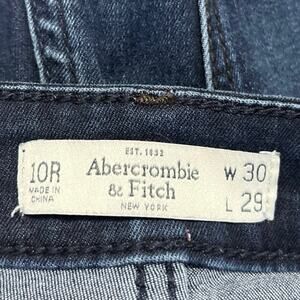 EST. 1892
10R Abercrombie W 30
MADE IN & Fitch L 29
CHINA NEW YORK